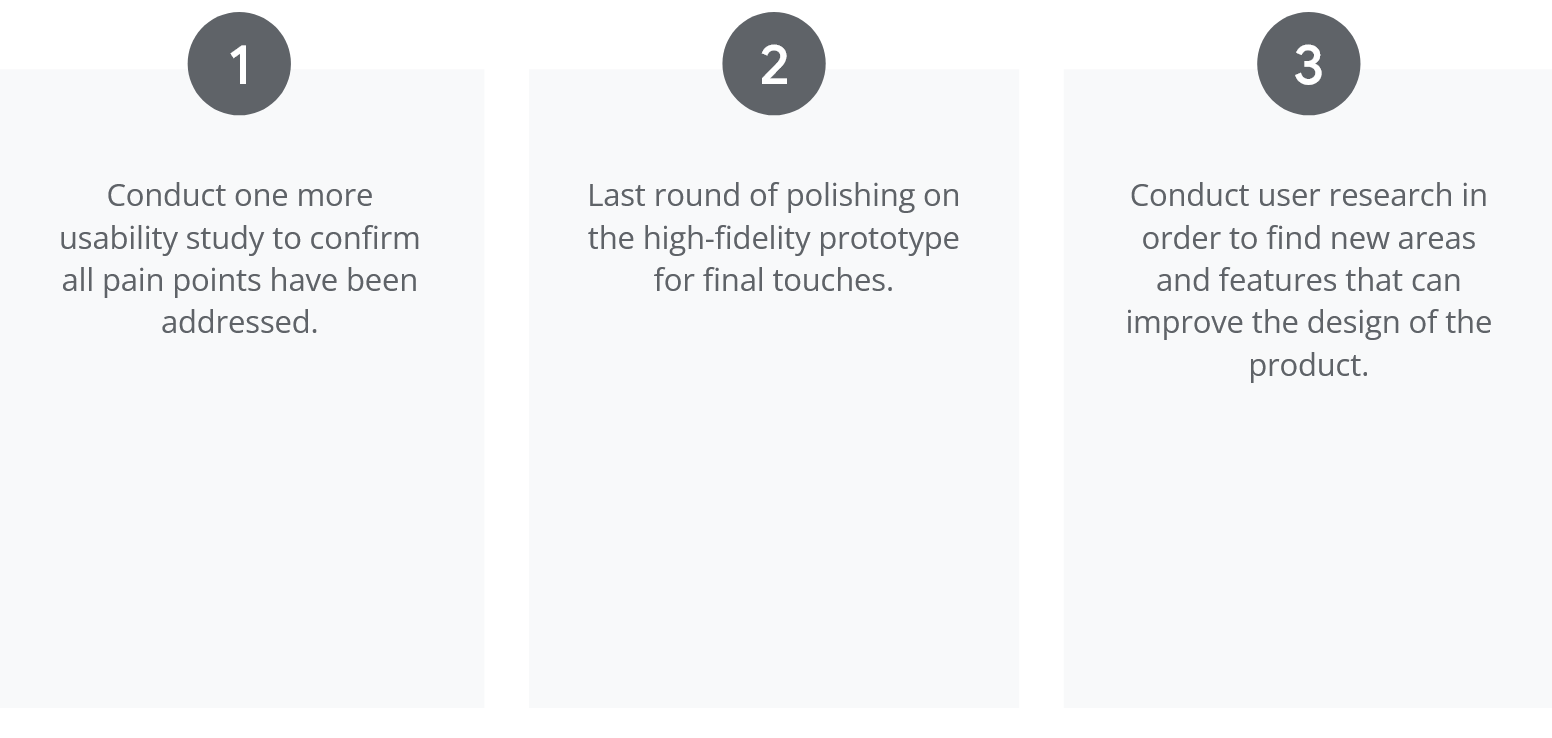 1
Conduct one more
usability study to confirm
all pain points have been
addressed.
2
Last round of polishing on
the high-fidelity prototype
for final touches.
3
Conduct user research in
order to find new areas
and features that can
improve the design of the
product.